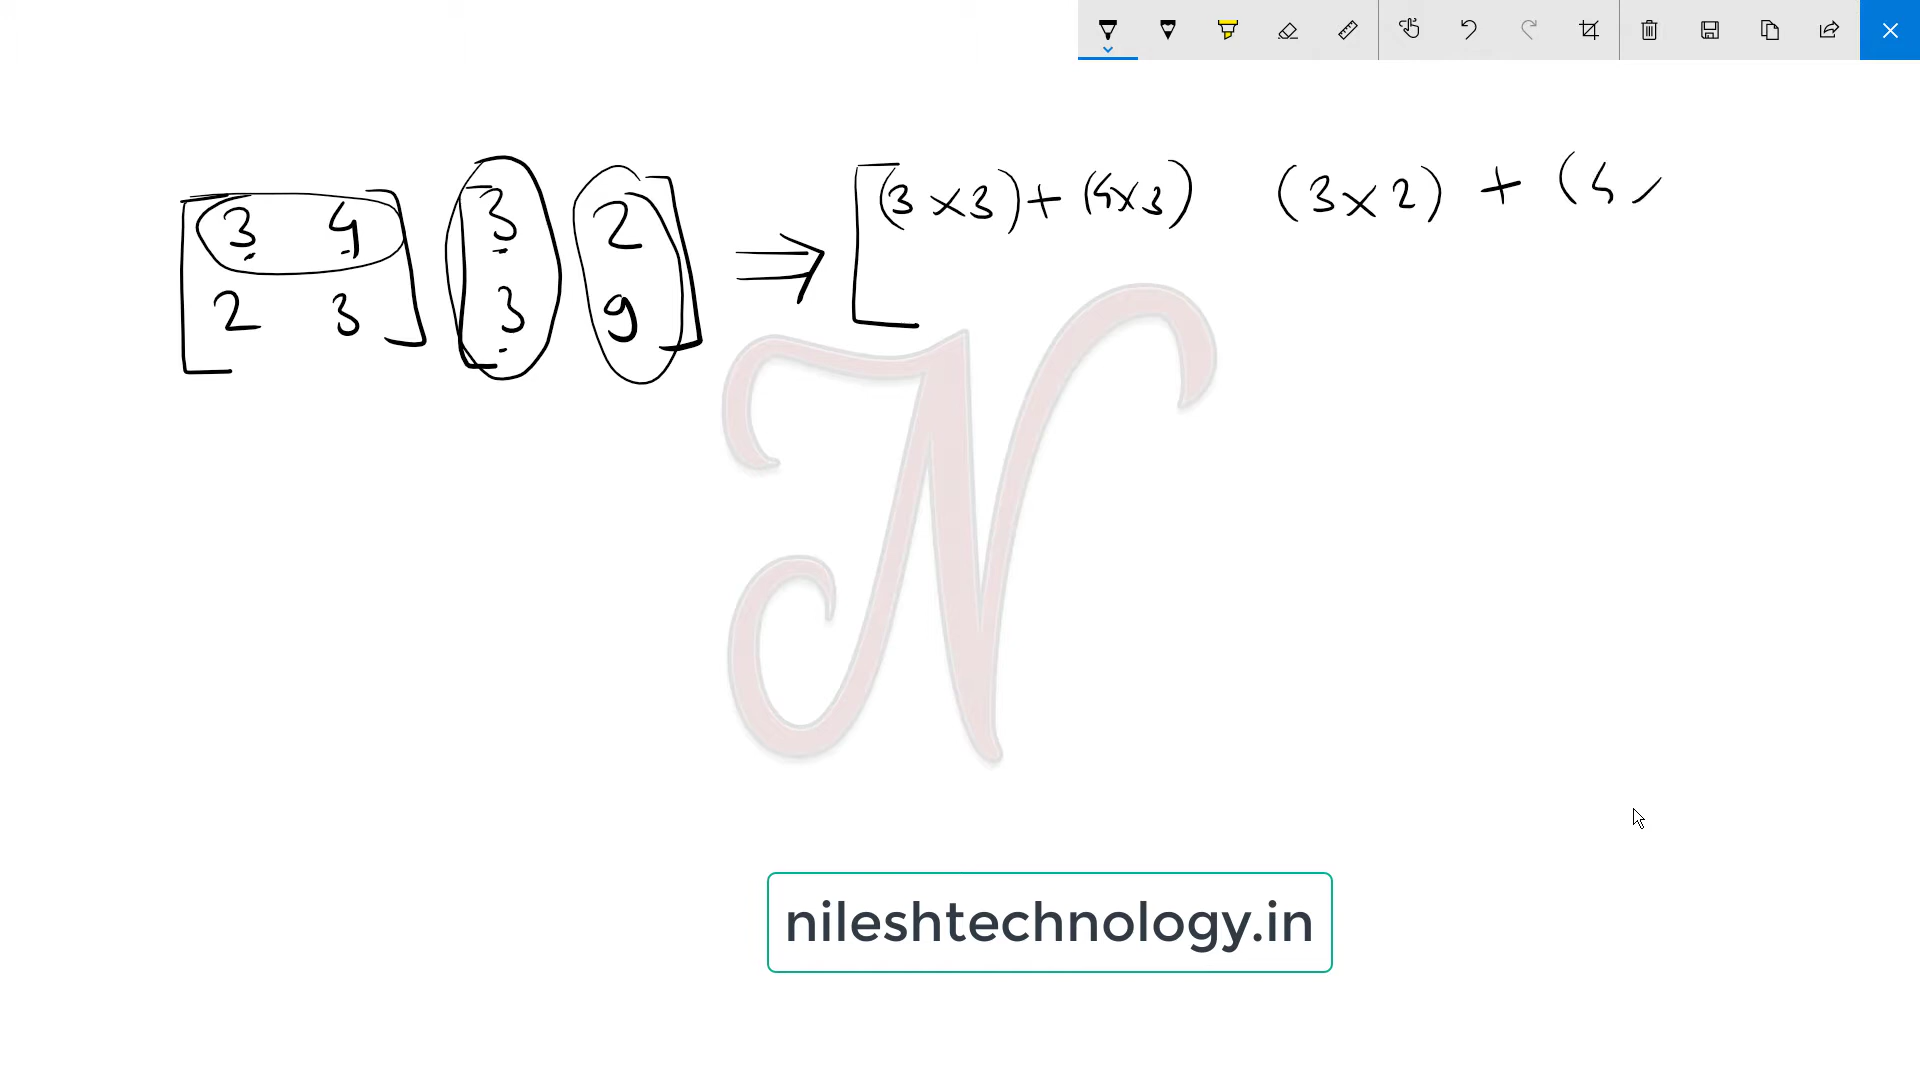 3 4 3 2 ⇒ [ (3 × 3) + (4 × 3) (3 × 2) + (4
2 3 3 9
N
nileshtechnology.in